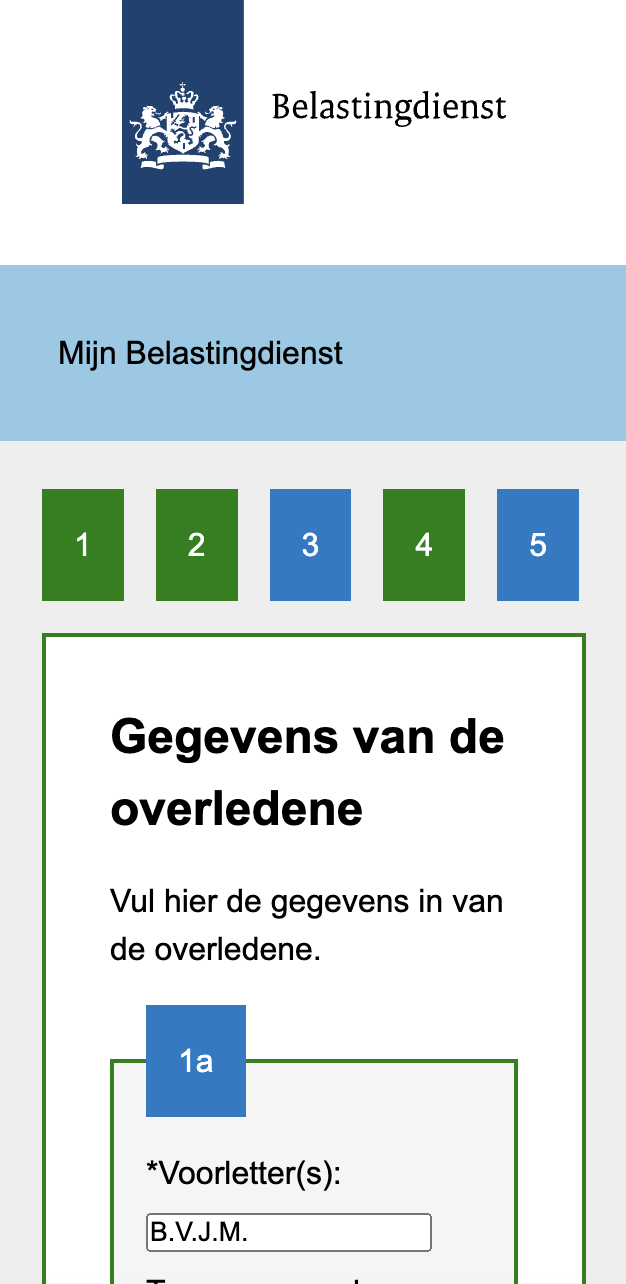 Belastingdienst
Mijn Belastingdienst
1 2 3 4 5
Gegevens van de
overledene
Vul hier de gegevens in van
de overledene.
1a
*Voorletter(s):
B.V.J.M.